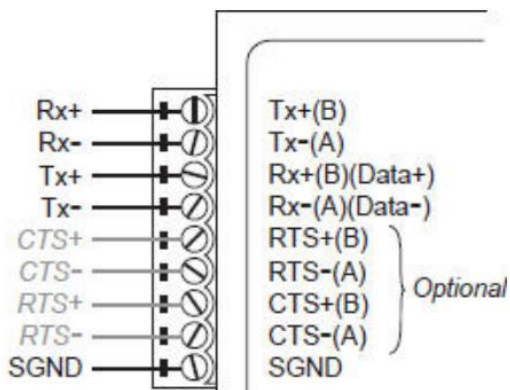 Rx+ Tx+(B)
Rx- Tx-(A)
Tx+ Rx+(B)(Data+)
Tx- Rx-(A)(Data-)
CTS+ RTS+(B)
CTS- RTS-(A)
Optional
RTS+ CTS+(B)
RTS- CTS-(A)
SGND SGND